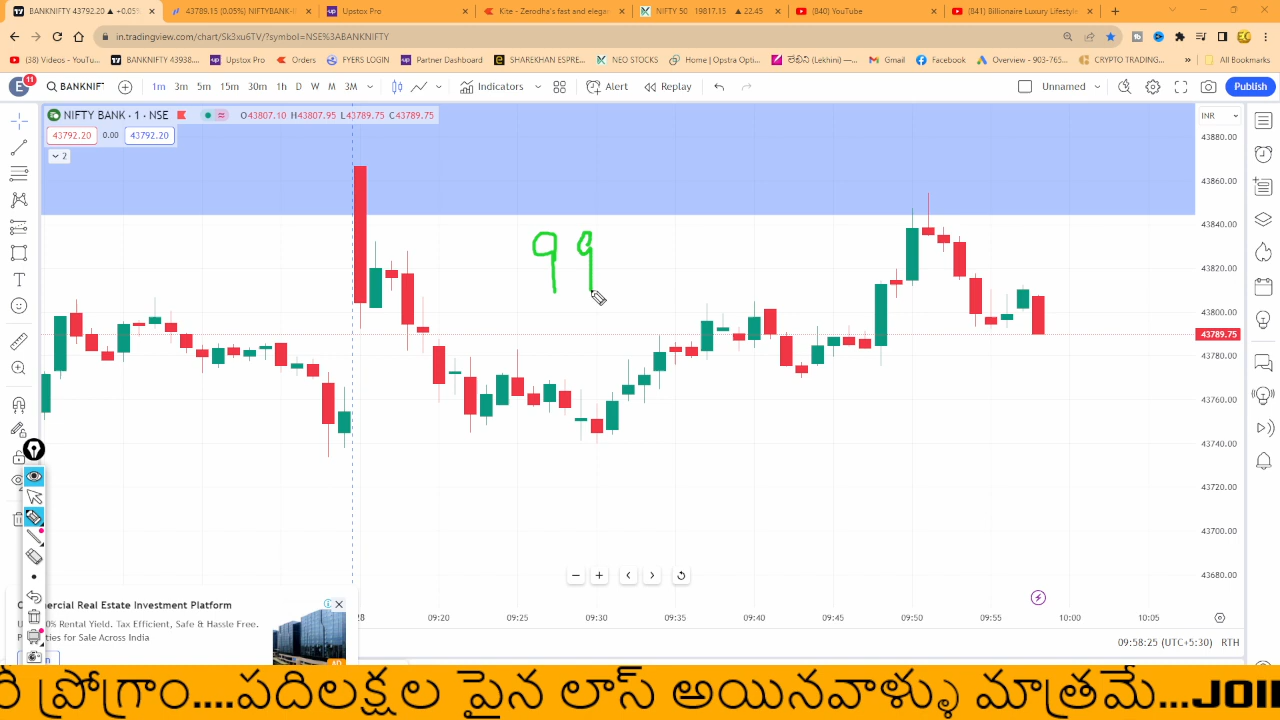 BANKNIFTY 43792.20 ▲ +0.05%
43789.15 (0.05%) NIFTYBANK-I
Upstox Pro
Kite - Zerodha's fast and elegan
NIFTY 50 19817.15 ▲ 22.45
(840) YouTube
(841) Billionaire Luxury Lifestyle
in.tradingview.com/chart/Sk3xu6TV/?symbol=NSE%3ABANKNIFTY
(38) Videos - YouTu...
BANKNIFTY 43938...
Upstox Pro
Orders
FYERS LOGIN
Partner Dashboard
SHAREKHAN ESPRE...
NEO STOCKS
Home | Opstra Opti...
లేఖిని (Lekhini) —...
Gmail
Facebook
Overview - 903-765...
CRYPTO TRADING...
All Bookmarks
E 11 BANKNIF 1m 3m 5m 15m 30m 1h D W M 3M Indicators Alert Replay Unnamed Publish
NIFTY BANK · 1 · NSE O43807.10 H43807.95 L43789.75 C43789.75
INR
43792.20 0.00 43792.20
2
43880.00
43860.00
43840.00
99
43820.00
43800.00
43789.75
43780.00
43760.00
43740.00
43720.00
43700.00
43680.00
28 09:20 09:25 09:30 09:35 09:40 09:45 09:50 09:55 10:00 10:05
09:58:25 (UTC+5:30) RTH
ercial Real Estate Investment Platform
0% Rental Yield. Tax Efficient, Safe & Hassle Free.
for Sale Across India
AD
రీ ప్రోగ్రాం....పదిలక్షల పైన లాస్ అయినవాళ్ళు మాత్రమే...JOI